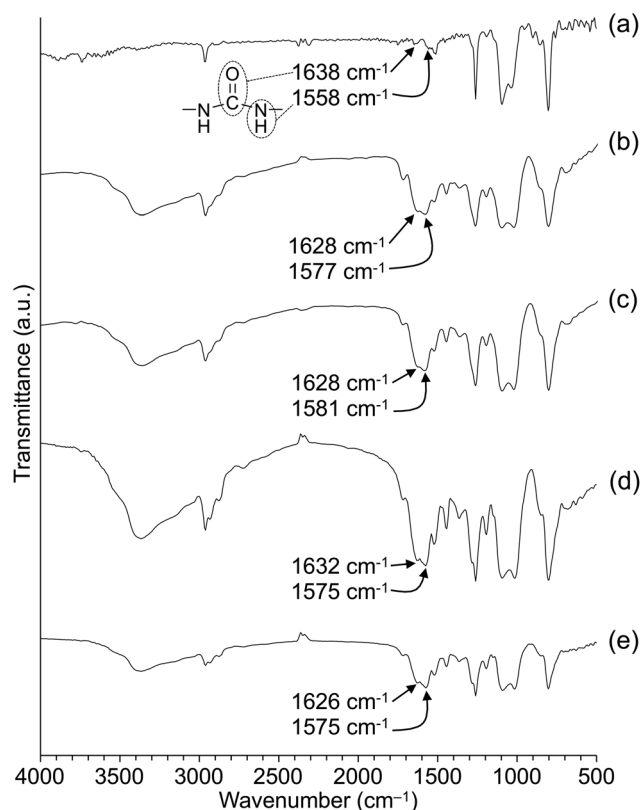 (a)
O
C
N
H
N
H
1638 cm⁻¹
1558 cm⁻¹
(b)
1628 cm⁻¹
1577 cm⁻¹
(c)
1628 cm⁻¹
1581 cm⁻¹
(d)
1632 cm⁻¹
1575 cm⁻¹
(e)
1626 cm⁻¹
1575 cm⁻¹
Transmittance (a.u.)
4000 3500 3000 2500 2000 1500 1000 500
Wavenumber (cm⁻¹)